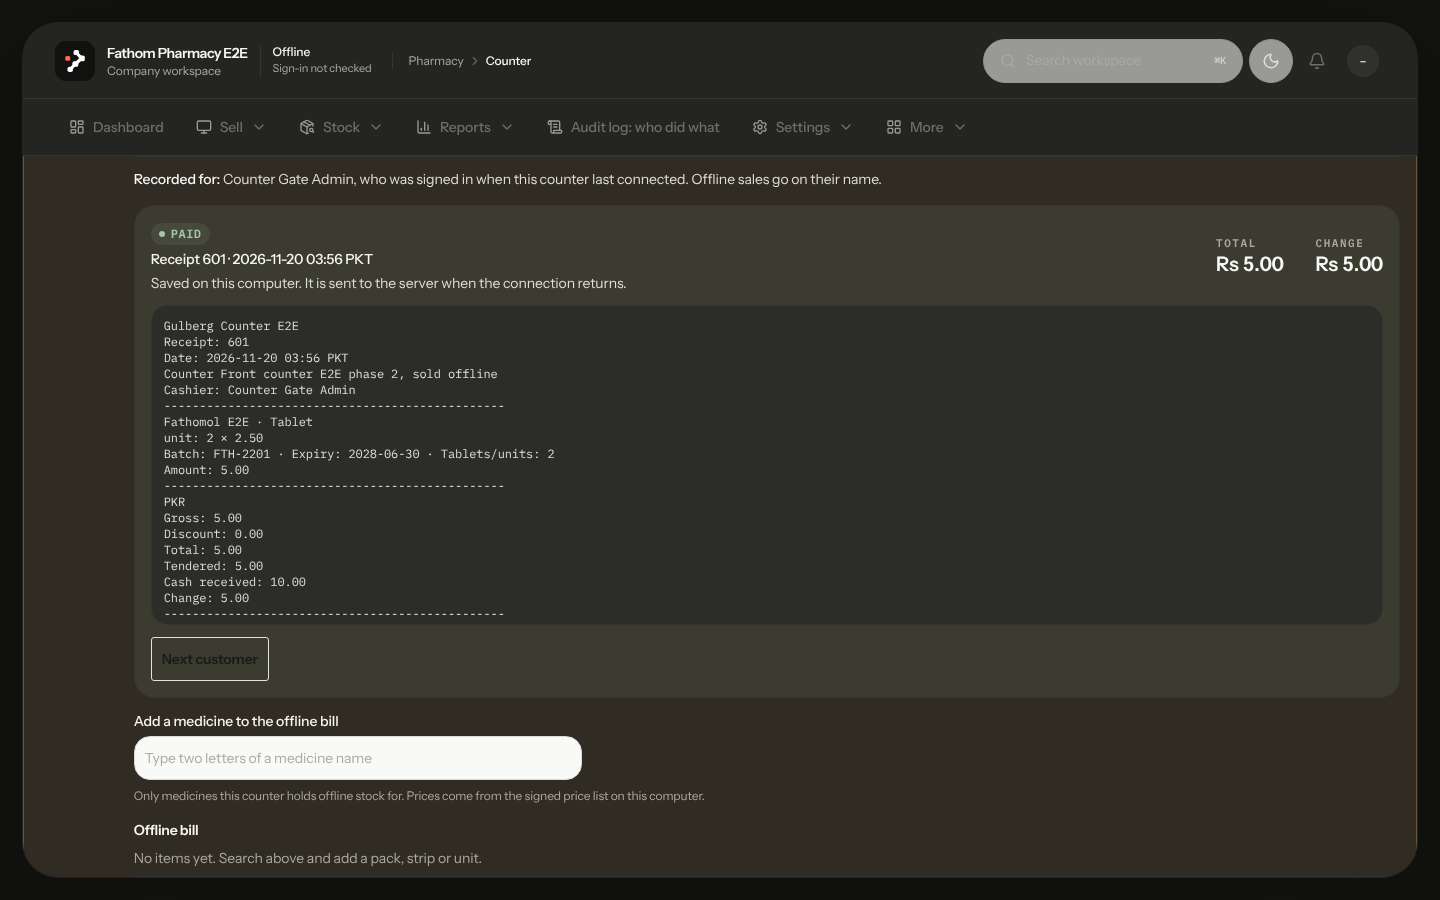 Fathom Pharmacy E2E
Company workspace
Offline
Sign-in not checked
Pharmacy > Counter
Search workspace ⌘K
-
Dashboard
Sell
Stock
Reports
Audit log: who did what
Settings
More
Recorded for: Counter Gate Admin, who was signed in when this counter last connected. Offline sales go on their name.
PAID
Receipt 601 · 2026-11-20 03:56 PKT
Saved on this computer. It is sent to the server when the connection returns.
TOTAL
Rs 5.00
CHANGE
Rs 5.00
Gulberg Counter E2E
Receipt: 601
Date: 2026-11-20 03:56 PKT
Counter Front counter E2E phase 2, sold offline
Cashier: Counter Gate Admin
------------------------------------------------
Fathomol E2E · Tablet
unit: 2 × 2.50
Batch: FTH-2201 · Expiry: 2028-06-30 · Tablets/units: 2
Amount: 5.00
------------------------------------------------
PKR
Gross: 5.00
Discount: 0.00
Total: 5.00
Tendered: 5.00
Cash received: 10.00
Change: 5.00
------------------------------------------------
Next customer
Add a medicine to the offline bill
Type two letters of a medicine name
Only medicines this counter holds offline stock for. Prices come from the signed price list on this computer.
Offline bill
No items yet. Search above and add a pack, strip or unit.